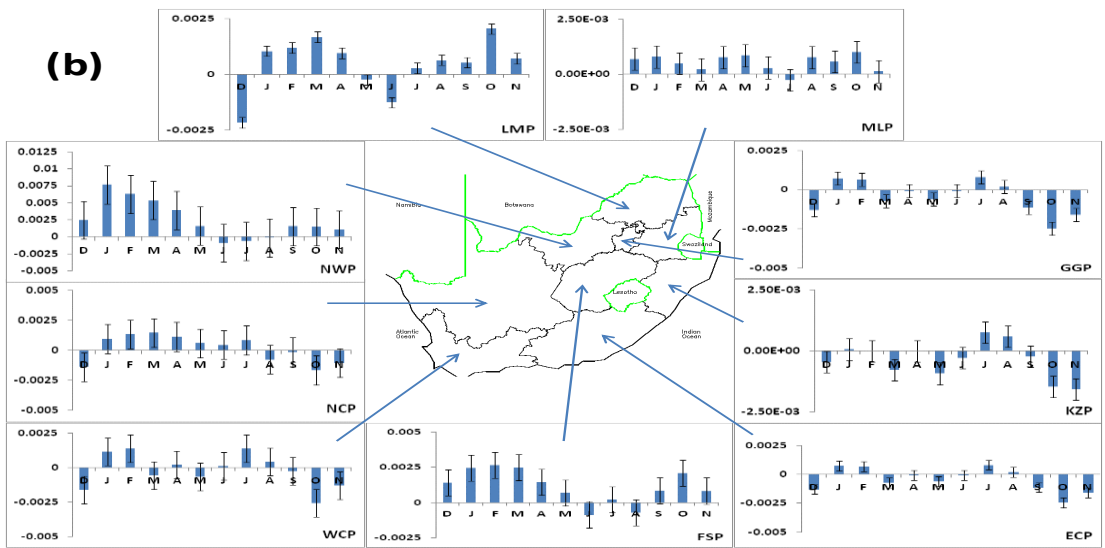 (b)
0.0025
0
-0.0025
D J F M A M J J A S O N
LMP
2.50E-03
0.00E+00
-2.50E-03
D J F M A M J J A S O N
MLP
0.0125
0.01
0.0075
0.005
0.0025
0
-0.0025
-0.005
D J F M A M J J A S O N
NWP
0.005
0.0025
0
-0.0025
-0.005
D J F M A M J J A S O N
NCP
0.0025
0
-0.0025
-0.005
D J F M A M J J A S O N
WCP
Namibia
Botswana
Mozambique
Swaziland
Lesotho
Atlantic
Ocean
Indian
Ocean
0.005
0.0025
0
-0.0025
D J F M A M J J A S O N
FSP
0.0025
0
-0.0025
-0.005
D J F M A M J J A S O N
GGP
2.50E-03
0.00E+00
-2.50E-03
D J F M A M J J A S O N
KZP
0.0025
0
-0.0025
-0.005
D J F M A M J J A S O N
ECP